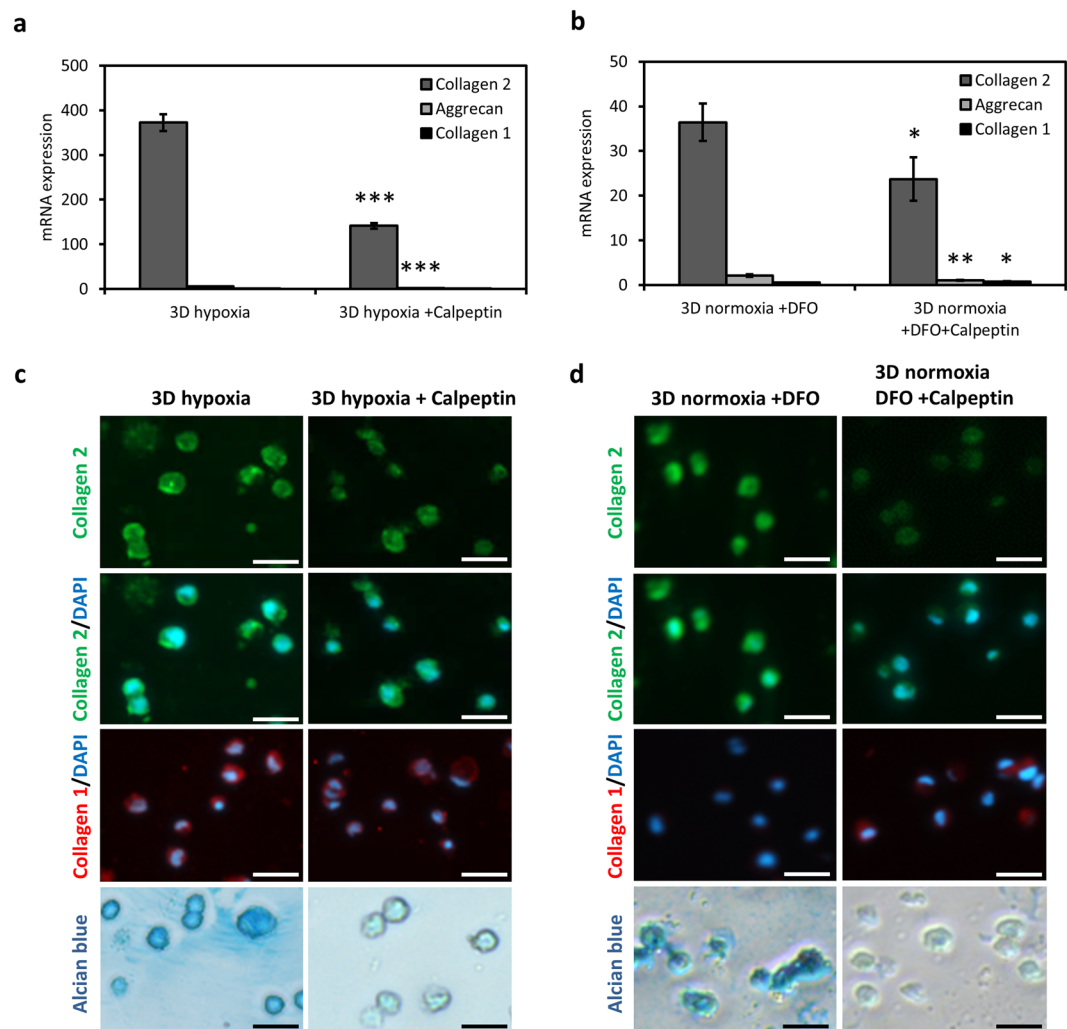 a
500
400
300
200
100
0
mRNA expression
Collagen 2
Aggrecan
Collagen 1
***
***
3D hypoxia
3D hypoxia +Calpeptin
b
50
40
30
20
10
0
mRNA expression
Collagen 2
Aggrecan
Collagen 1
*
**
*
3D normoxia +DFO
3D normoxia
+DFO+Calpeptin
c
3D hypoxia
3D hypoxia + Calpeptin
Collagen 2
Collagen 2/DAPI
Collagen 1/DAPI
Alcian blue
d
3D normoxia +DFO
3D normoxia
DFO +Calpeptin
Collagen 2
Collagen 2/DAPI
Collagen 1/DAPI
Alcian blue